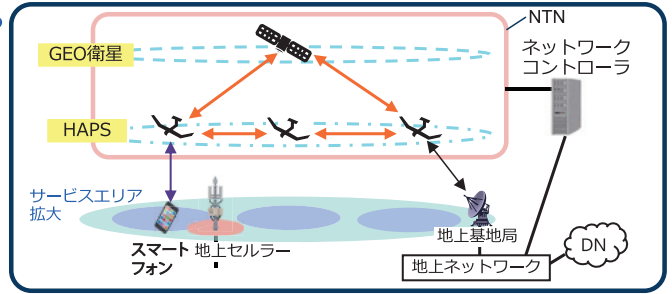 NTN
GEO衛星
ネットワーク
コントローラ
HAPS
サービスエリア
拡大
スマート
フォン
地上セルラー
地上基地局
地上ネットワーク
DN